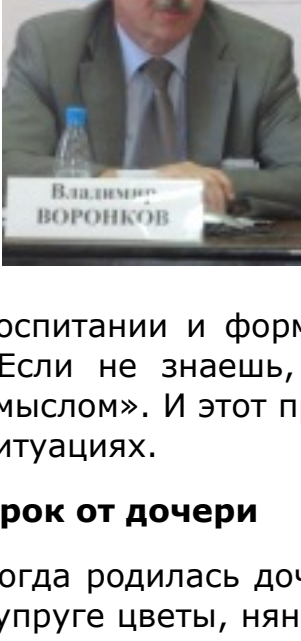 Владимир
ВОРОНКОВ
оспитании и форм
Если не знаешь,
мыслом». И этот п
итуациях.
рок от дочери
огда родилась доч
упруге цветы, нян